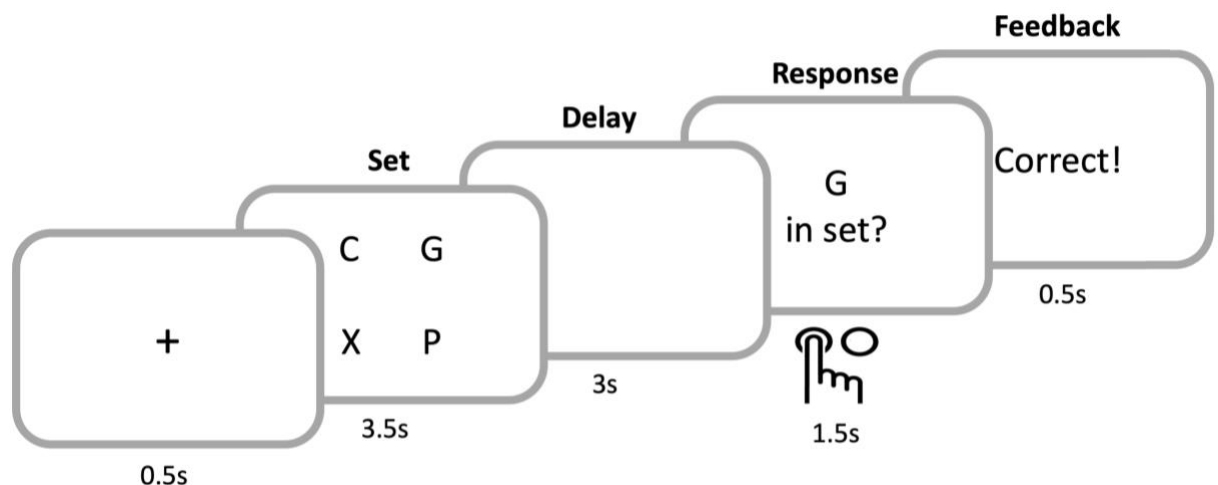 +
0.5s
Set
C G
X P
3.5s
Delay
3s
Response
G
in set?
1.5s
Feedback
Correct!
0.5s